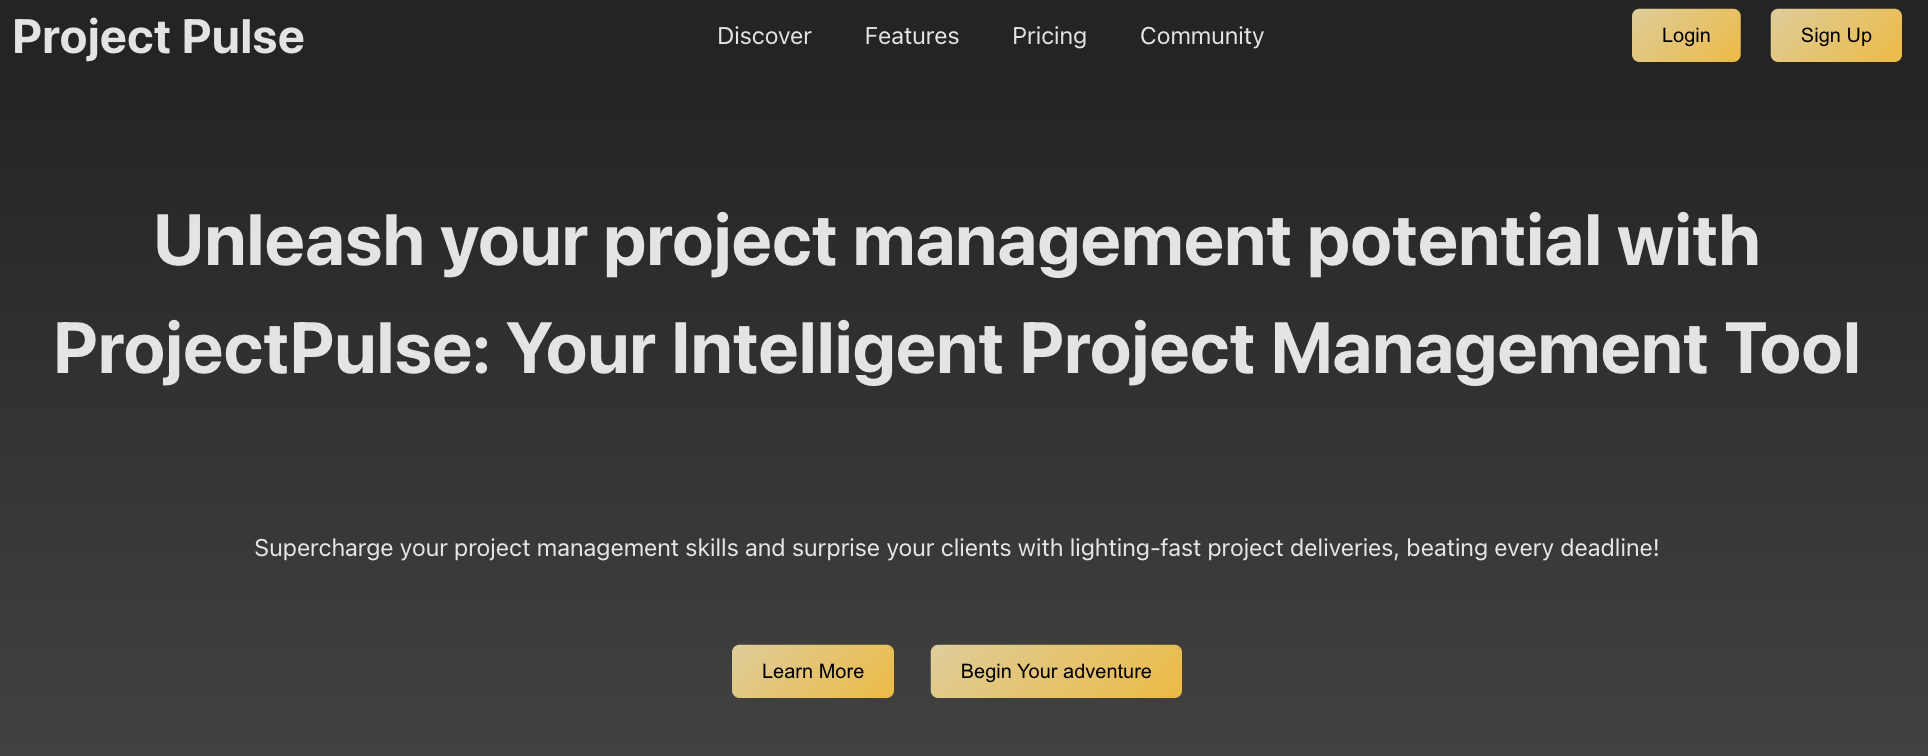 Project Pulse
Discover
Features
Pricing
Community
Login
Sign Up
Unleash your project management potential with
ProjectPulse: Your Intelligent Project Management Tool
Supercharge your project management skills and surprise your clients with lighting-fast project deliveries, beating every deadline!
Learn More
Begin Your adventure